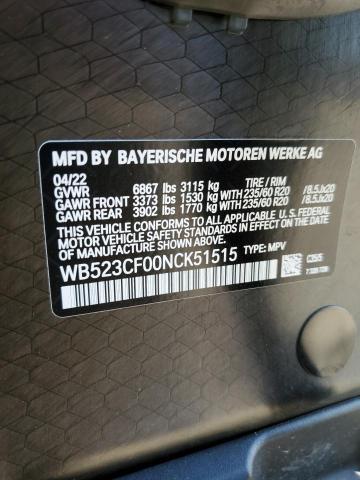 MFD BY BAYERISCHE MOTOREN WERKE AG
04/22 TIRE / RIM
GVWR 6867 lbs 3115 kg
GAWR FRONT 3373 lbs 1530 kg WITH 235/60 R20 /8.5Jx20
GAWR REAR 3902 lbs 1770 kg WITH 235/60 R20 /8.5Jx20
THIS VEHICLE CONFORMS TO ALL APPLICABLE U. S. FEDERAL
MOTOR VEHICLE SAFETY STANDARDS IN EFFECT ON THE
DATE OF MANUFACTURE SHOWN ABOVE.
WB523CF00NCK51515 TYPE: MPV